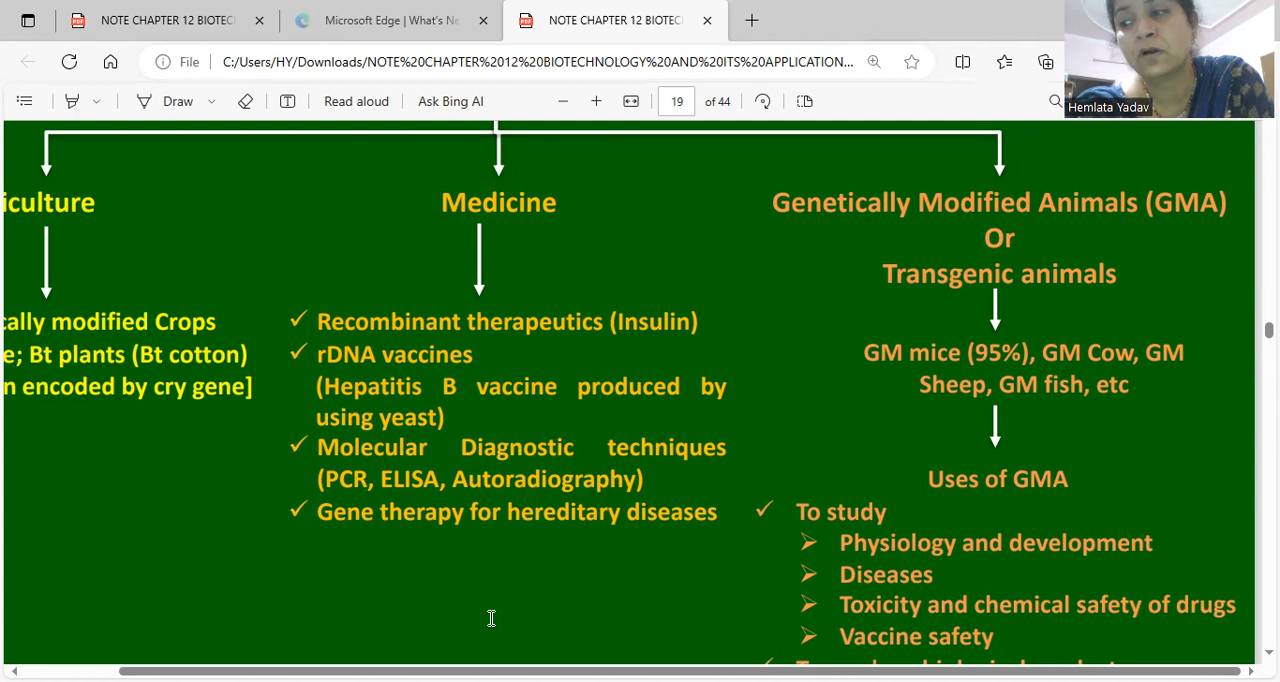 NOTE CHAPTER 12 BIOTEC
Microsoft Edge | What's Ne
NOTE CHAPTER 12 BIOTEC
File
C:/Users/HY/Downloads/NOTE%20CHAPTER%2012%20BIOTECHNOLOGY%20AND%20ITS%20APPLICATION...
Draw
Read aloud
Ask Bing AI
19
of 44
Hemlata Yadav
iculture
cally modified Crops
e; Bt plants (Bt cotton)
n encoded by cry gene]
Medicine
✓ Recombinant therapeutics (Insulin)
✓ rDNA vaccines
(Hepatitis B vaccine produced by
using yeast)
✓ Molecular Diagnostic techniques
(PCR, ELISA, Autoradiography)
✓ Gene therapy for hereditary diseases
Genetically Modified Animals (GMA)
Or
Transgenic animals
GM mice (95%), GM Cow, GM
Sheep, GM fish, etc
Uses of GMA
✓ To study
➢ Physiology and development
➢ Diseases
➢ Toxicity and chemical safety of drugs
➢ Vaccine safety